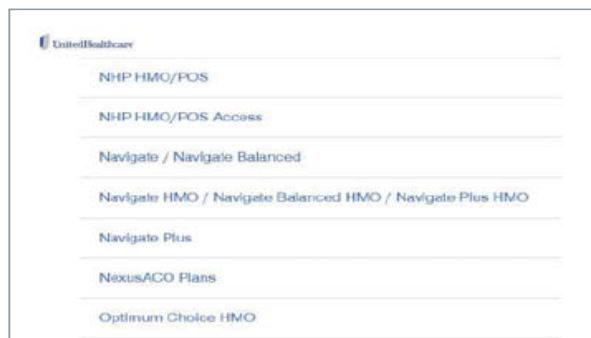 UnitedHealthcare
NHP HMO/POS
NHP HMO/POS Access
Navigate / Navigate Balanced
Navigate HMO / Navigate Balanced HMO / Navigate Plus HMO
Navigate Plus
NexusACO Plans
Optimum Choice HMO